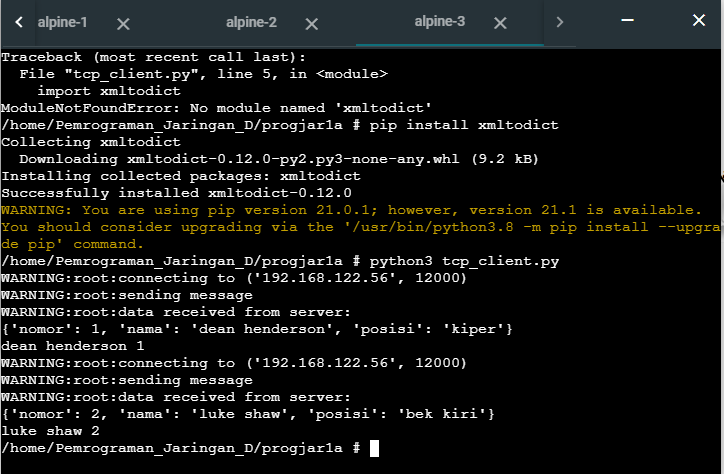 alpine-1 alpine-2 alpine-3
Traceback (most recent call last):
  File "tcp_client.py", line 5, in <module>
    import xmltodict
ModuleNotFoundError: No module named 'xmltodict'
/home/Pemrograman_Jaringan_D/progjar1a # pip install xmltodict
Collecting xmltodict
  Downloading xmltodict-0.12.0-py2.py3-none-any.whl (9.2 kB)
Installing collected packages: xmltodict
Successfully installed xmltodict-0.12.0
WARNING: You are using pip version 21.0.1; however, version 21.1 is available.
You should consider upgrading via the '/usr/bin/python3.8 -m pip install --upgra
de pip' command.
/home/Pemrograman_Jaringan_D/progjar1a # python3 tcp_client.py
WARNING:root:connecting to ('192.168.122.56', 12000)
WARNING:root:sending message
WARNING:root:data received from server:
{'nomor': 1, 'nama': 'dean henderson', 'posisi': 'kiper'}
dean henderson 1
WARNING:root:connecting to ('192.168.122.56', 12000)
WARNING:root:sending message
WARNING:root:data received from server:
{'nomor': 2, 'nama': 'luke shaw', 'posisi': 'bek kiri'}
luke shaw 2
/home/Pemrograman_Jaringan_D/progjar1a #